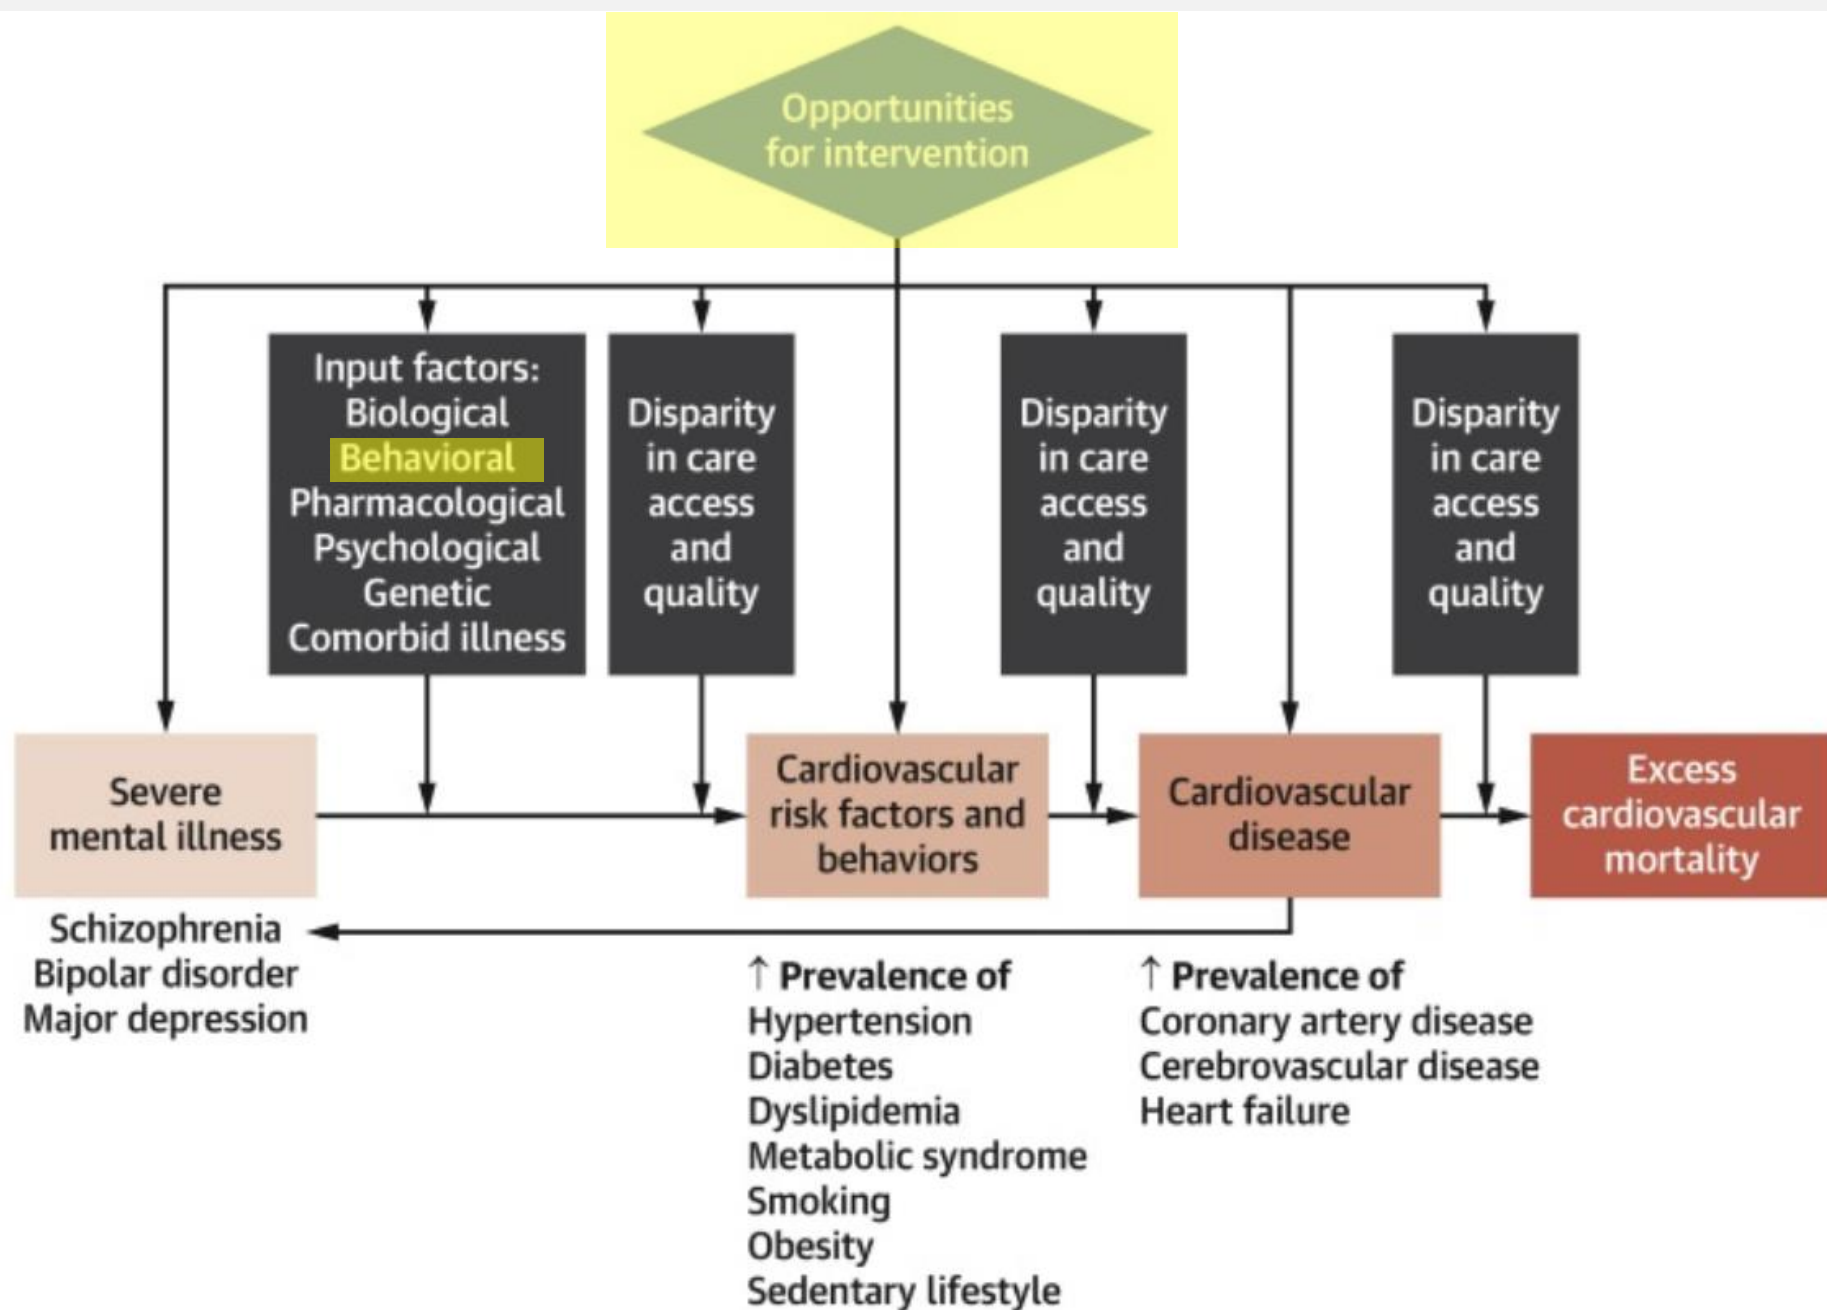 Opportunities
for intervention
Input factors:
Biological
Behavioral
Pharmacological
Psychological
Genetic
Comorbid illness
Disparity
in care
access
and
quality
Disparity
in care
access
and
quality
Disparity
in care
access
and
quality
Severe
mental illness
Cardiovascular
risk factors and
behaviors
Cardiovascular
disease
Excess
cardiovascular
mortality
Schizophrenia
Bipolar disorder
Major depression
↑ Prevalence of
Hypertension
Diabetes
Dyslipidemia
Metabolic syndrome
Smoking
Obesity
Sedentary lifestyle
↑ Prevalence of
Coronary artery disease
Cerebrovascular disease
Heart failure